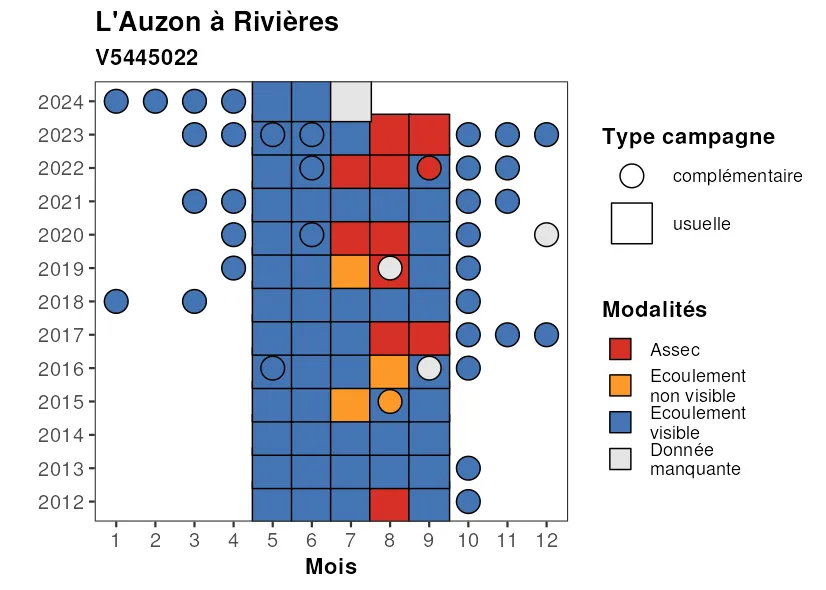 L'Auzon à Rivières
V5445022
2024
2023
2022
2021
2020
2019
2018
2017
2016
2015
2014
2013
2012
1 2 3 4 5 6 7 8 9 10 11 12
Mois
Type campagne
complémentaire
usuelle
Modalités
Assec
Ecoulement
non visible
Ecoulement
visible
Donnée
manquante